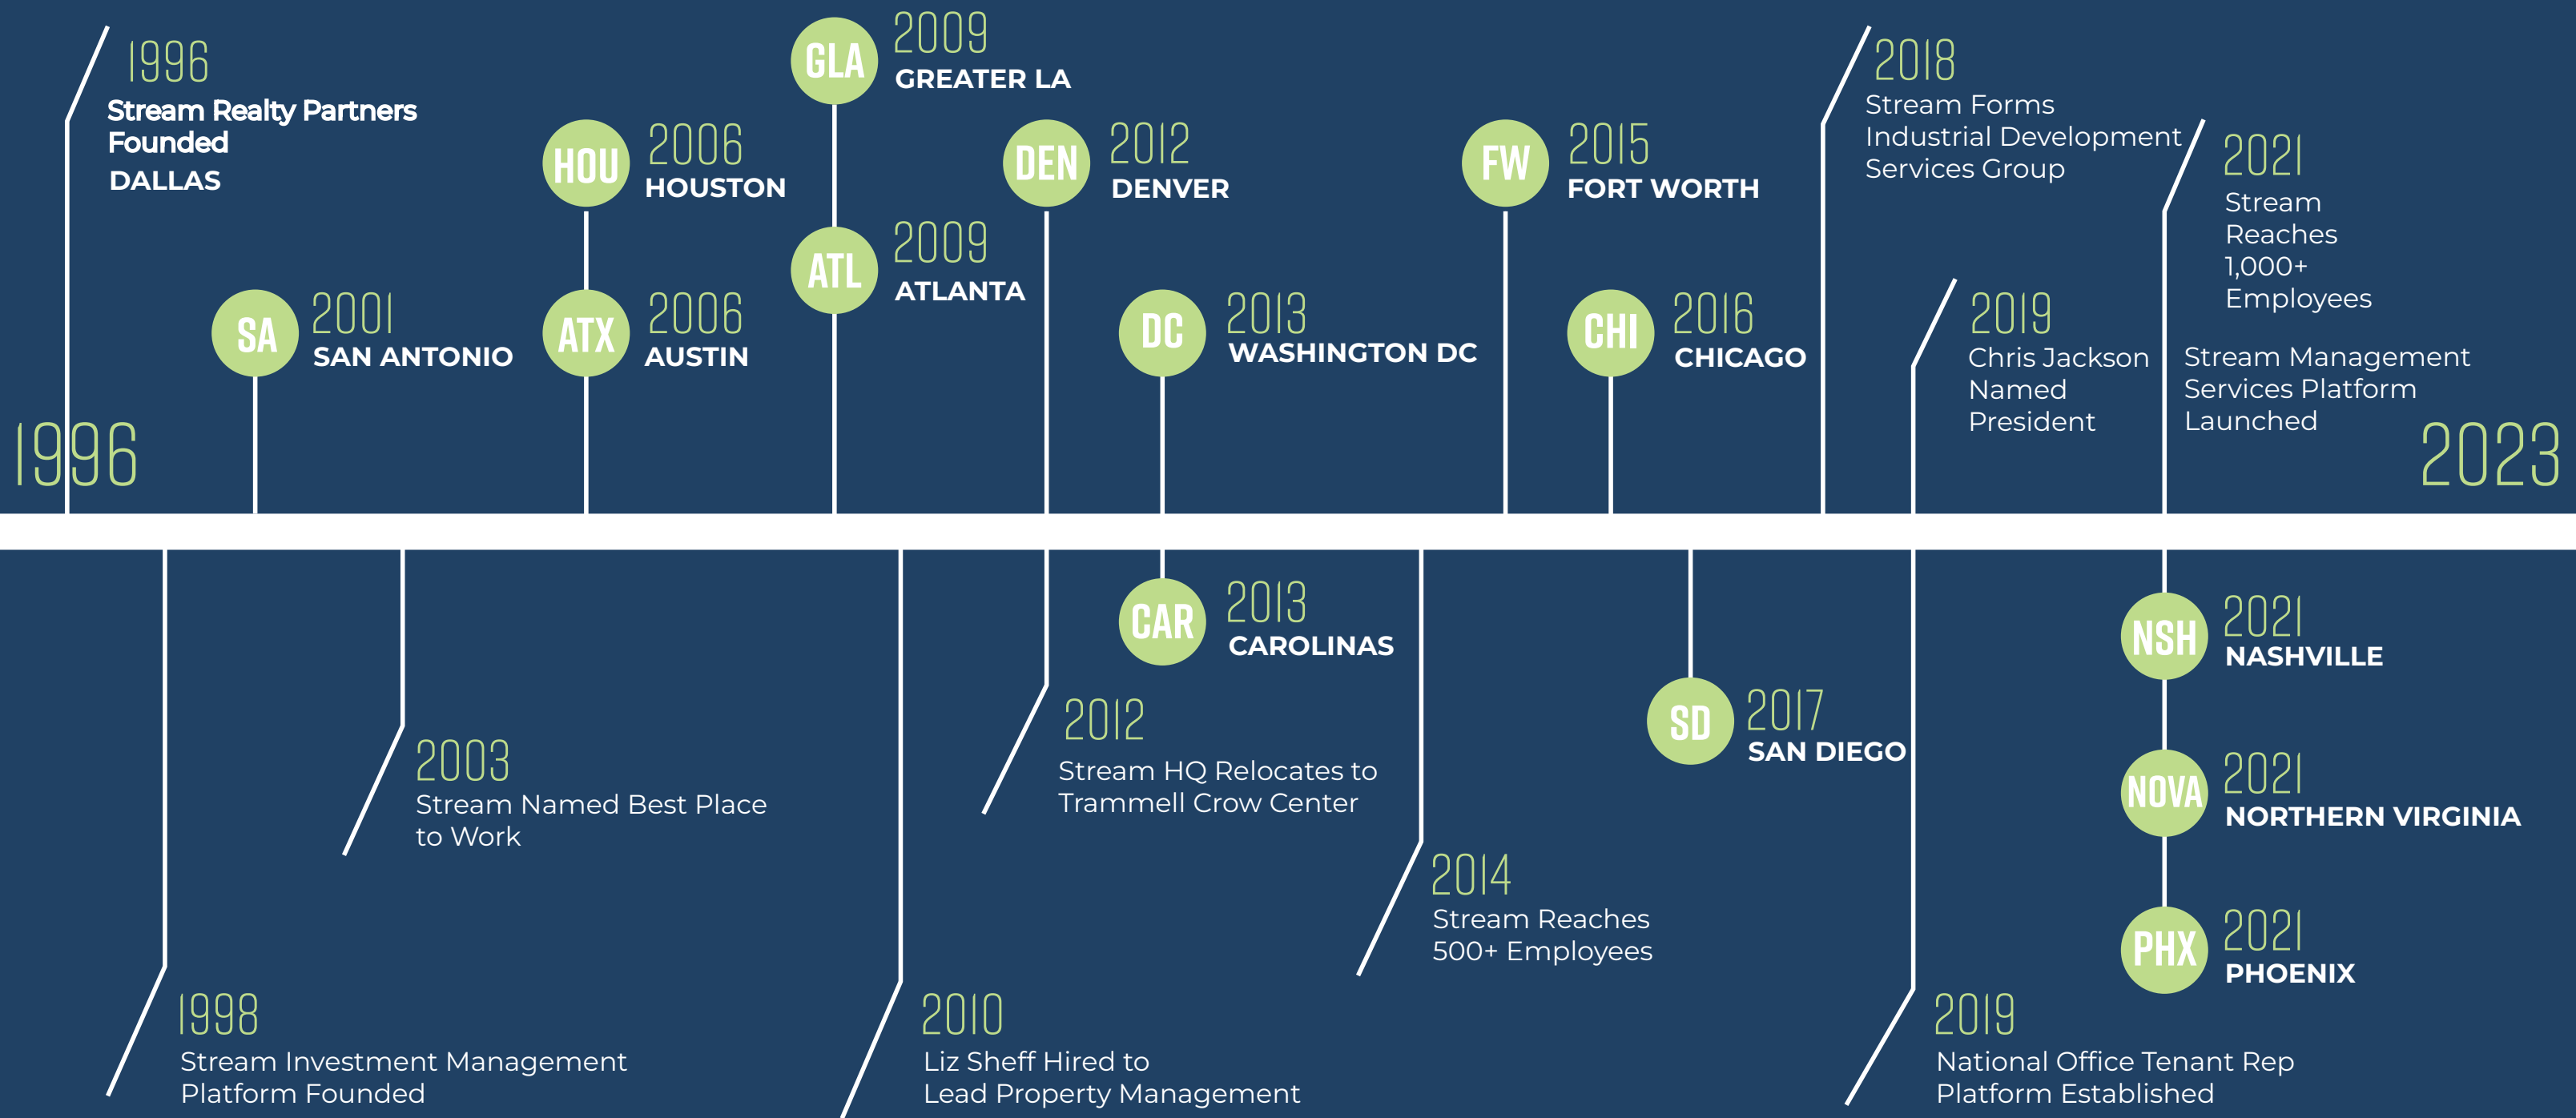 1996
Stream Realty Partners
Founded
DALLAS
SA
2001
SAN ANTONIO
HOU
2006
HOUSTON
ATX
2006
AUSTIN
GLA
2009
GREATER LA
ATL
2009
ATLANTA
DEN
2012
DENVER
DC
2013
WASHINGTON DC
FW
2015
FORT WORTH
CHI
2016
CHICAGO
2018
Stream Forms
Industrial Development
Services Group
2019
Chris Jackson
Named
President
2021
Stream
Reaches
1,000+
Employees
Stream Management
Services Platform
Launched
1996
2023
1998
Stream Investment Management
Platform Founded
2003
Stream Named Best Place
to Work
2010
Liz Sheff Hired to
Lead Property Management
2012
Stream HQ Relocates to
Trammell Crow Center
CAR
2013
CAROLINAS
2014
Stream Reaches
500+ Employees
SD
2017
SAN DIEGO
2019
National Office Tenant Rep
Platform Established
NSH
2021
NASHVILLE
NOVA
2021
NORTHERN VIRGINIA
PHX
2021
PHOENIX